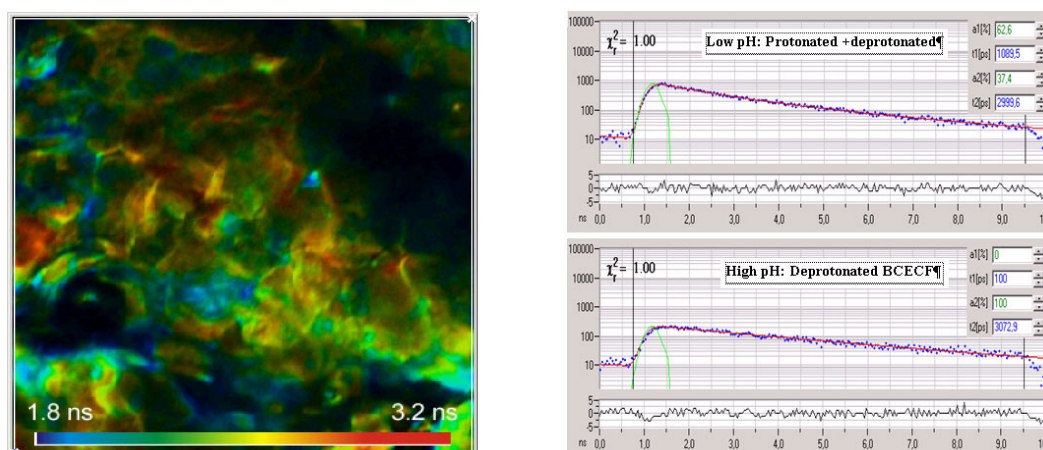 1.8 ns 3.2 ns
100000
10000
1000
100
10
χ²r = 1.00
Low pH: Protonated +deprotonated¶
a1[%] 62,6
t1[ps] 1089,5
a2[%] 37,4
t2[ps] 2999,6
5
0
-5
ns 0,0 1,0 2,0 3,0 4,0 5,0 6,0 7,0 8,0 9,0
100000
10000
1000
100
10
χ²r = 1.00
High pH: Deprotonated BCECF¶
a1[%] 0
t1[ps] 100
a2[%] 100
t2[ps] 3072,9
5
0
-5
ns 0,0 1,0 2,0 3,0 4,0 5,0 6,0 7,0 8,0 9,0